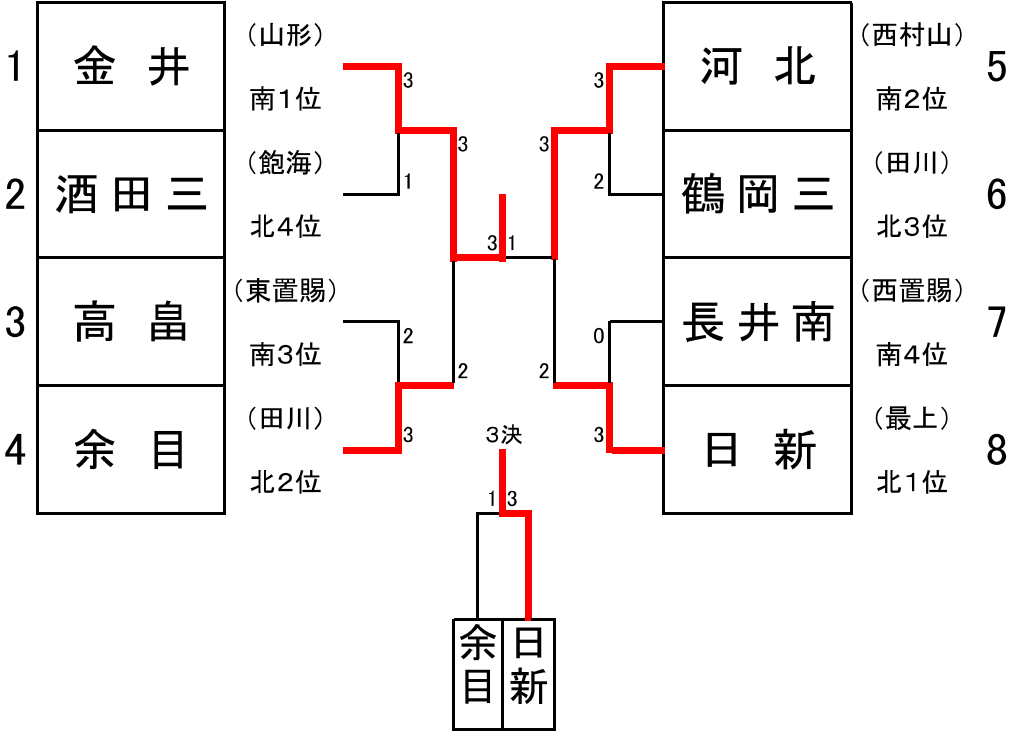 1
金井
（山形）
南１位
2
酒田三
（飽海）
北４位
3
高畠
（東置賜）
南３位
4
余目
（田川）
北２位
3
1
2
3
3
2
3
1
3
2
3
2
0
3
河北
（西村山）
南２位
5
鶴岡三
（田川）
北３位
6
長井南
（西置賜）
南４位
7
日新
（最上）
北１位
8
３決
1
3
余目
日新